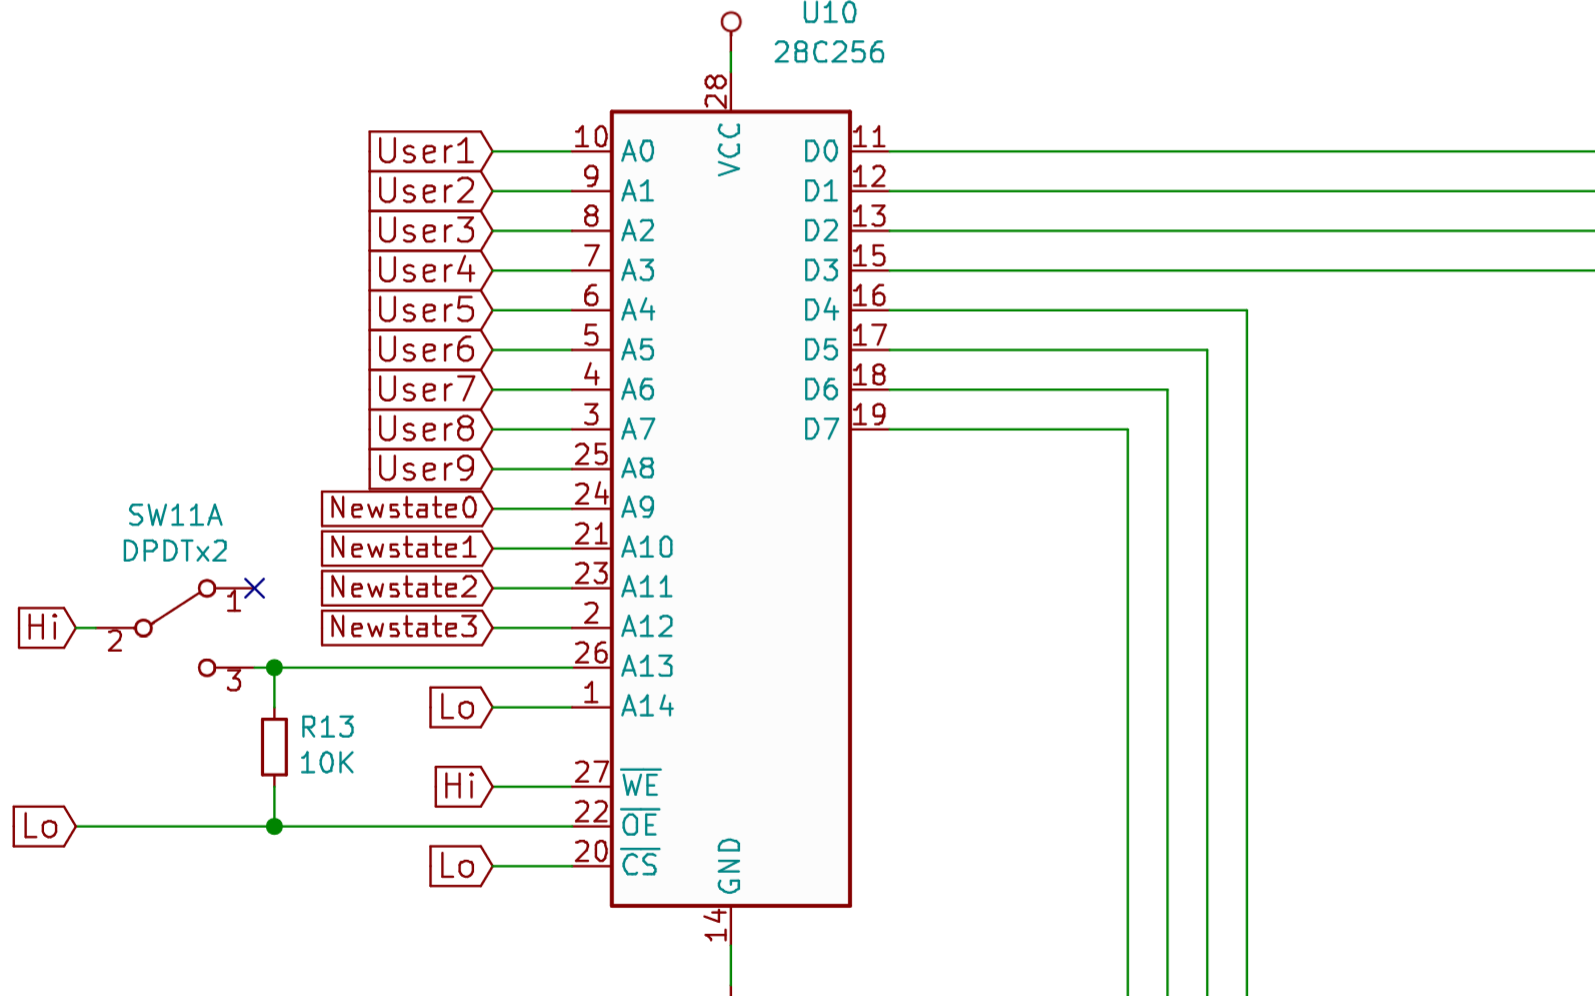 U10
28C256
28
VCC
User1
10
A0
D0
11
User2
9
A1
D1
12
User3
8
A2
D2
13
User4
7
A3
D3
15
User5
6
A4
D4
16
User6
5
A5
D5
17
User7
4
A6
D6
18
User8
3
A7
D7
19
User9
25
A8
Newstate0
24
A9
Newstate1
21
A10
Newstate2
23
A11
Newstate3
2
A12
26
A13
Lo
1
A14
Hi
27
WE
22
OE
Lo
20
CS
GND
14
SW11A
DPDTx2
1
Hi
2
3
R13
10K
Lo